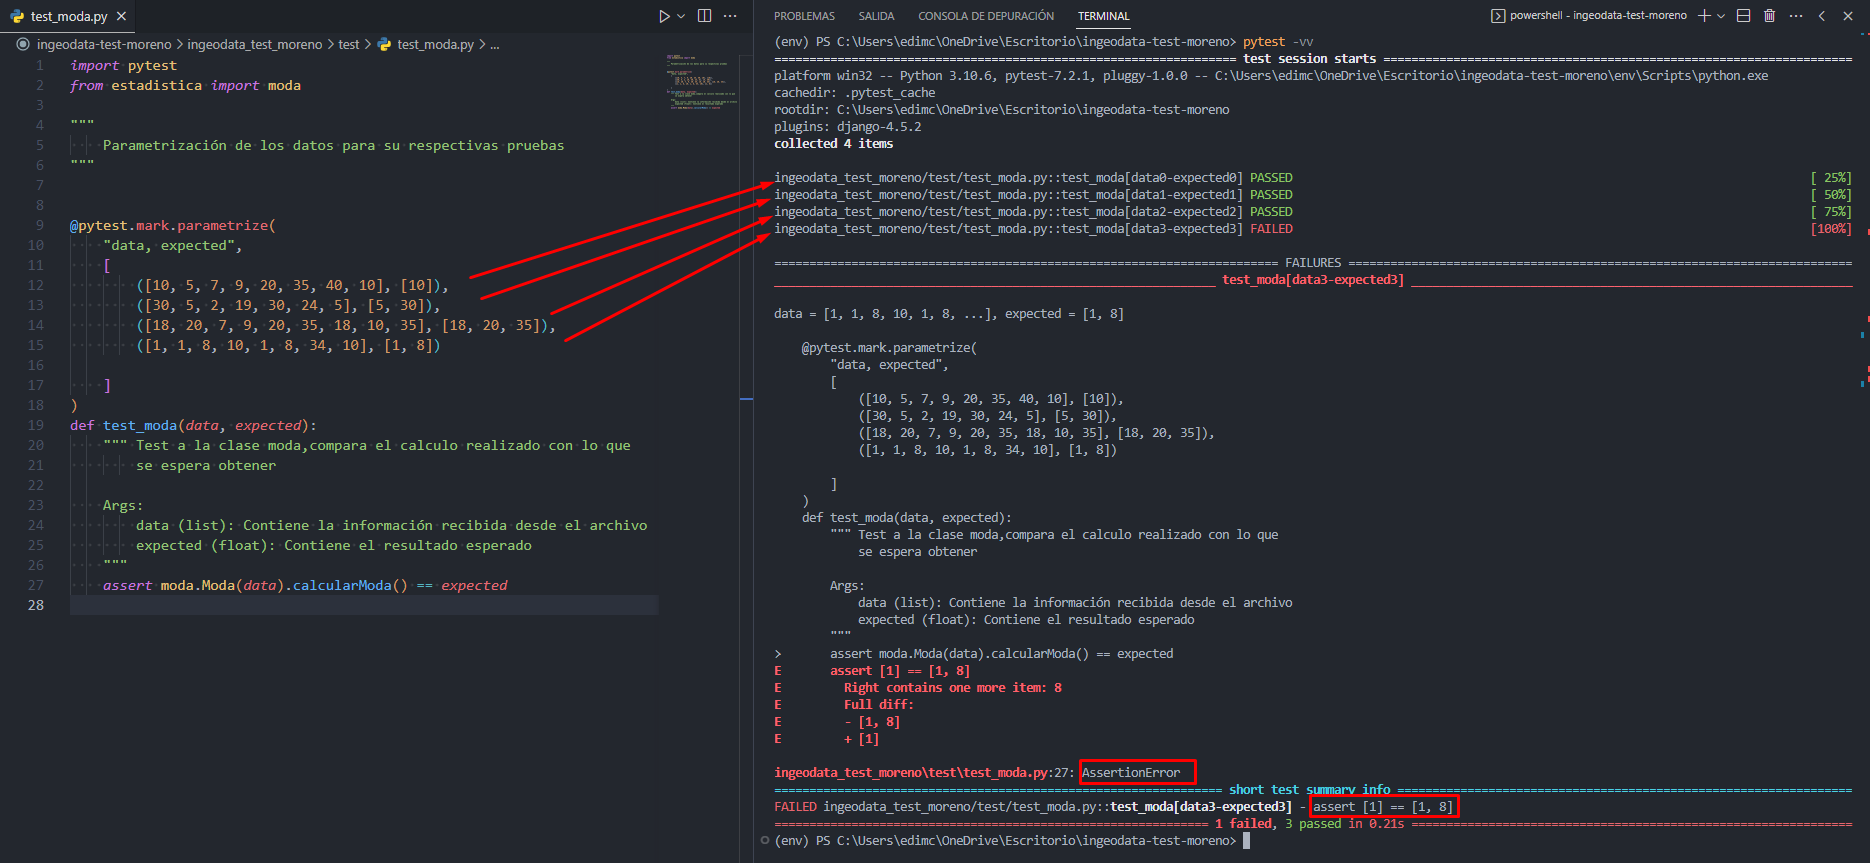 test_moda.py
ingeodata-test-moreno > ingeodata_test_moreno > test > test_moda.py > ...
1 import pytest
2 from estadistica import moda
3
4 """
5     Parametrización de los datos para su respectivas pruebas
6 """
7
8
9 @pytest.mark.parametrize(
10     "data, expected",
11     [
12         ([10, 5, 7, 9, 20, 35, 40, 10], [10]),
13         ([30, 5, 2, 19, 30, 24, 5], [5, 30]),
14         ([18, 20, 7, 9, 20, 35, 18, 10, 35], [18, 20, 35]),
15         ([1, 1, 8, 10, 1, 8, 34, 10], [1, 8])
16
17     ]
18 )
19 def test_moda(data, expected):
20     """ Test a la clase moda,compara el calculo realizado con lo que
21         se espera obtener
22
23     Args:
24         data (list): Contiene la información recibida desde el archivo
25         expected (float): Contiene el resultado esperado
26     """
27     assert moda.Moda(data).calcularModa() == expected
28
PROBLEMAS SALIDA CONSOLA DE DEPURACIÓN TERMINAL
powershell - ingeodata-test-moreno
(env) PS C:\Users\edimc\OneDrive\Escritorio\ingeodata-test-moreno> pytest -vv
test session starts
platform win32 -- Python 3.10.6, pytest-7.2.1, pluggy-1.0.0 -- C:\Users\edimc\OneDrive\Escritorio\ingeodata-test-moreno\env\Scripts\python.exe
cachedir: .pytest_cache
rootdir: C:\Users\edimc\OneDrive\Escritorio\ingeodata-test-moreno
plugins: django-4.5.2
collected 4 items
ingeodata_test_moreno/test/test_moda.py::test_moda[data0-expected0] PASSED [ 25%]
ingeodata_test_moreno/test/test_moda.py::test_moda[data1-expected1] PASSED [ 50%]
ingeodata_test_moreno/test/test_moda.py::test_moda[data2-expected2] PASSED [ 75%]
ingeodata_test_moreno/test/test_moda.py::test_moda[data3-expected3] FAILED [100%]
FAILURES
test_moda[data3-expected3]
data = [1, 1, 8, 10, 1, 8, ...], expected = [1, 8]
    @pytest.mark.parametrize(
        "data, expected",
        [
            ([10, 5, 7, 9, 20, 35, 40, 10], [10]),
            ([30, 5, 2, 19, 30, 24, 5], [5, 30]),
            ([18, 20, 7, 9, 20, 35, 18, 10, 35], [18, 20, 35]),
            ([1, 1, 8, 10, 1, 8, 34, 10], [1, 8])
        ]
    )
    def test_moda(data, expected):
        """ Test a la clase moda,compara el calculo realizado con lo que
            se espera obtener
        Args:
            data (list): Contiene la información recibida desde el archivo
            expected (float): Contiene el resultado esperado
        """
>       assert moda.Moda(data).calcularModa() == expected
E       assert [1] == [1, 8]
E         Right contains one more item: 8
E         Full diff:
E         - [1, 8]
E         + [1]
ingeodata_test_moreno\test\test_moda.py:27: AssertionError
short test summary info
FAILED ingeodata_test_moreno/test/test_moda.py::test_moda[data3-expected3] - assert [1] == [1, 8]
1 failed, 3 passed in 0.21s
(env) PS C:\Users\edimc\OneDrive\Escritorio\ingeodata-test-moreno>